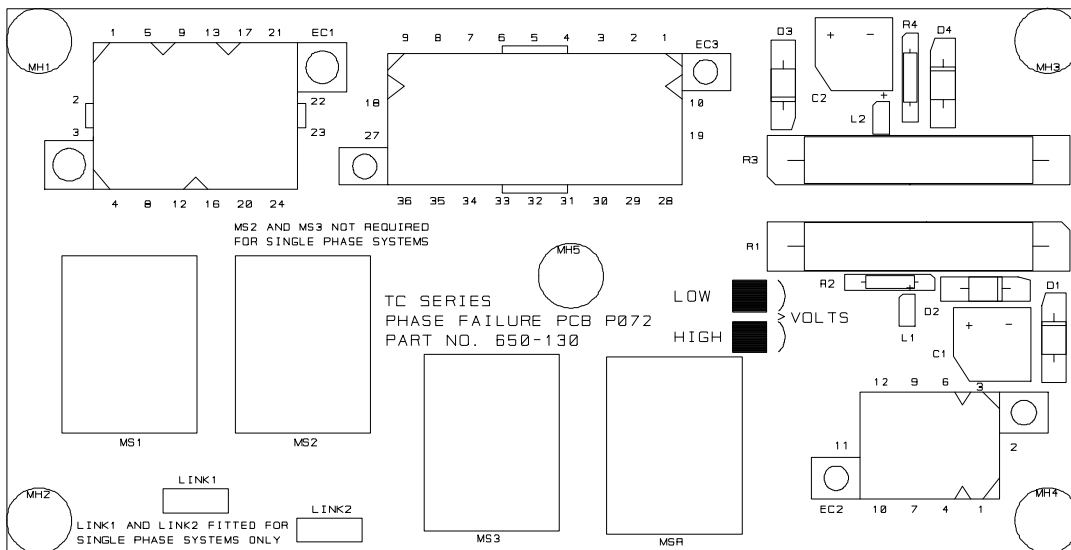 1 5 9 13 17 21 EC1
9 8 7 6 5 4 3 2 1 EC3
D3 + - R4 D4
MH1
MH3
2 22
18 10
C2 + L2
3 23
27 19
R3
4 8 12 16 20 24
36 35 34 33 32 31 30 29 28
MS2 AND MS3 NOT REQUIRED
FOR SINGLE PHASE SYSTEMS
R1
MH5
R2 + D1
LOW
TC SERIES
D2
VOLTS
PHASE FAILURE PCB P072
L1 + -
HIGH
PART NO. 650-130
C1
12 9 6 3
MS1 MS2
11 2
LINK1
MH2
MH4
LINK2
EC2 10 7 4 1
LINK1 AND LINK2 FITTED FOR
SINGLE PHASE SYSTEMS ONLY
MS3 MSR